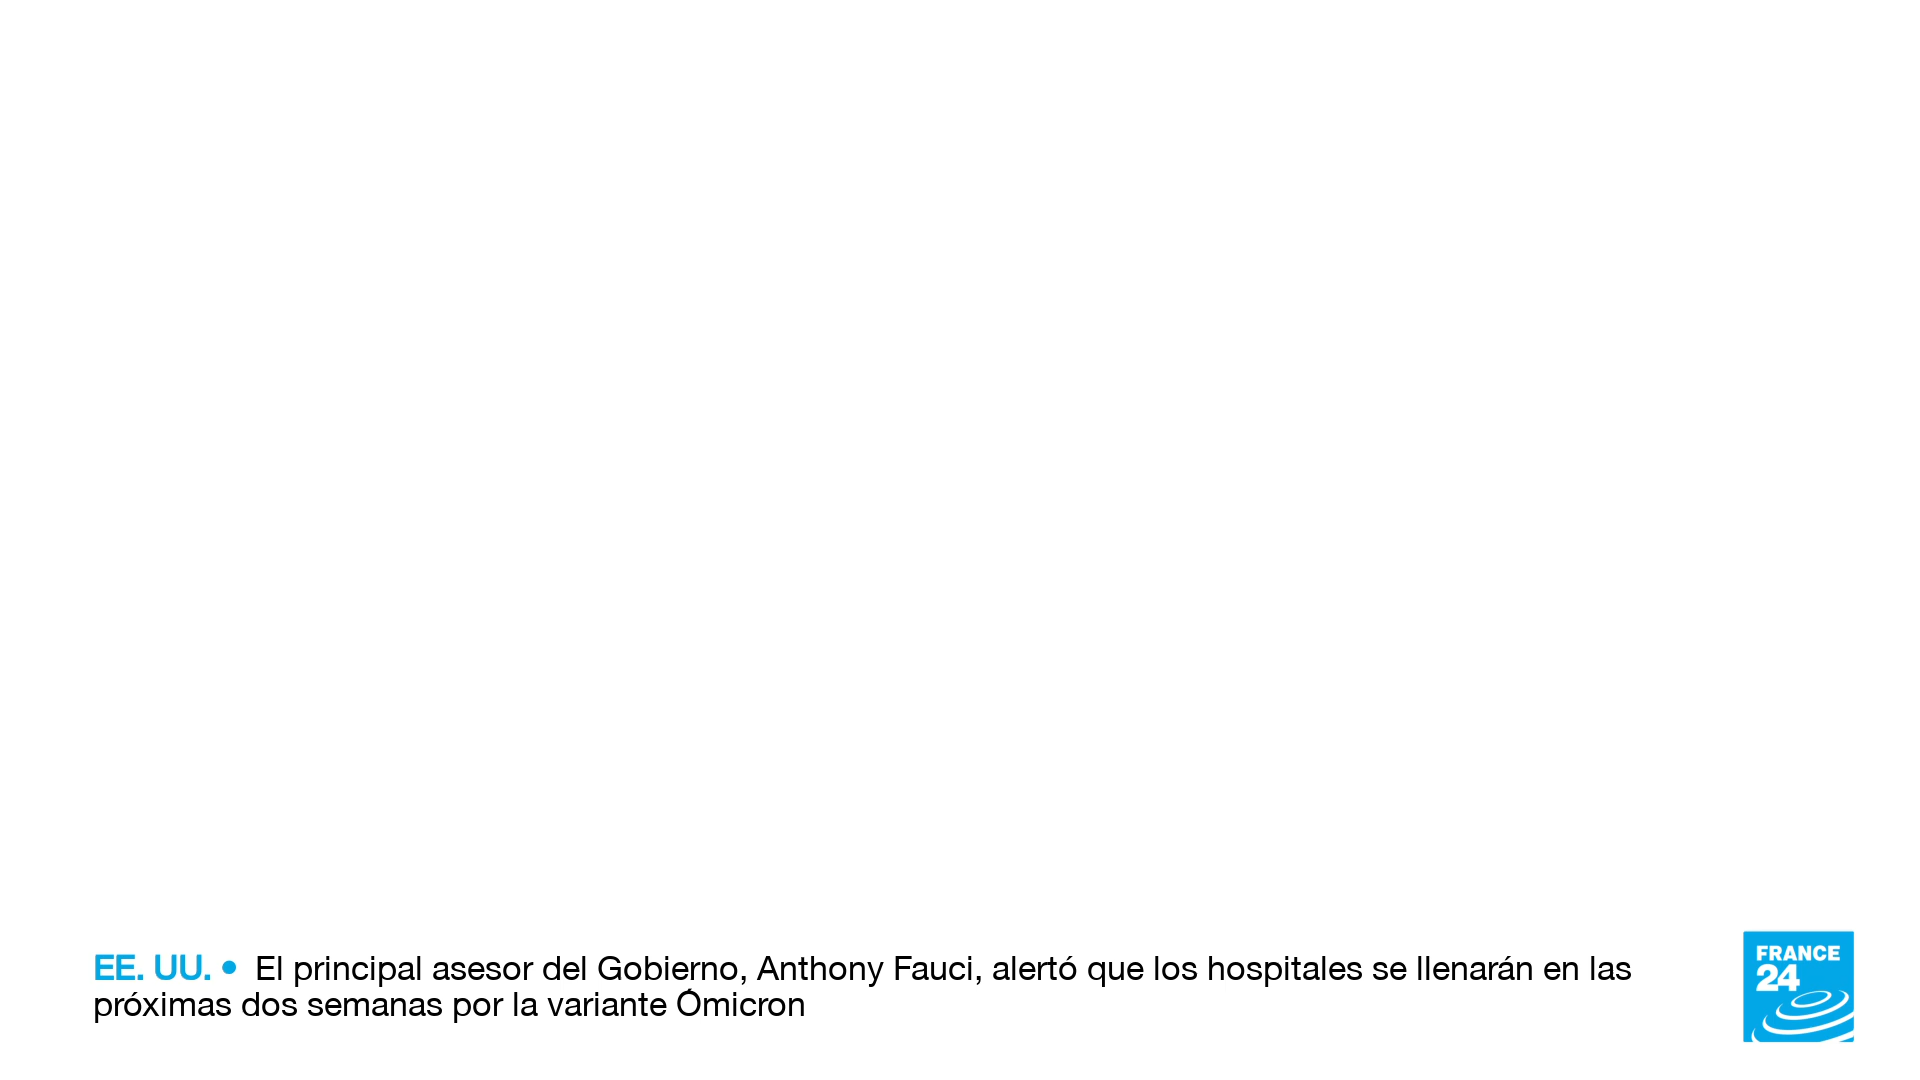 EE. UU. • El principal asesor del Gobierno, Anthony Fauci, alertó que los hospitales se llenarán en las
próximas dos semanas por la variante Ómicron
FRANCE
24